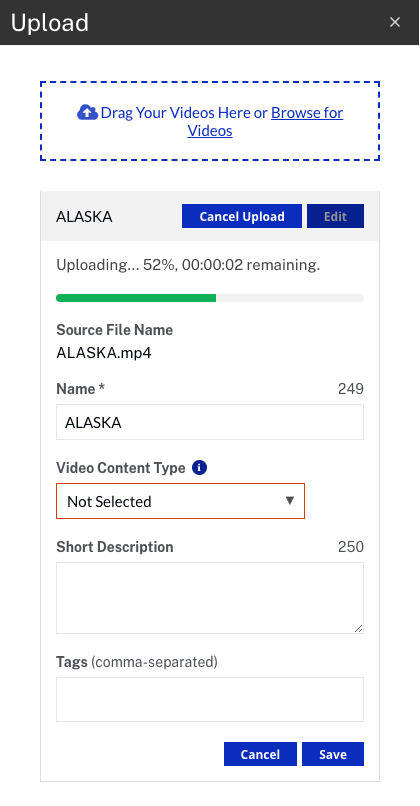 Upload
×
Drag Your Videos Here or Browse for
Videos
ALASKA
Cancel Upload
Edit
Uploading... 52%, 00:00:02 remaining.
Source File Name
ALASKA.mp4
Name * 249
ALASKA
Video Content Type i
Not Selected ▼
Short Description 250
Tags (comma-separated)
Cancel
Save